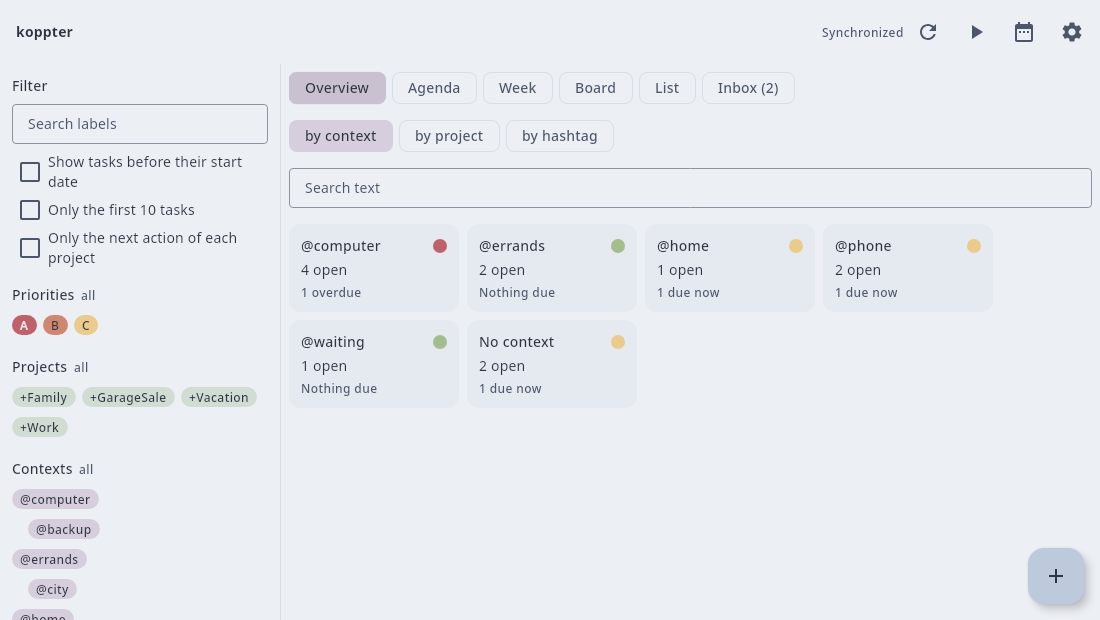 koppter
Synchronized
Filter
Search labels
Show tasks before their start
date
Only the first 10 tasks
Only the next action of each
project
Priorities all
A B C
Projects all
+Family +GarageSale +Vacation
+Work
Contexts all
@computer
@backup
@errands
@city
@home
Overview Agenda Week Board List Inbox (2)
by context by project by hashtag
Search text
@computer
4 open
1 overdue
@errands
2 open
Nothing due
@home
1 open
1 due now
@phone
2 open
1 due now
@waiting
1 open
Nothing due
No context
2 open
1 due now